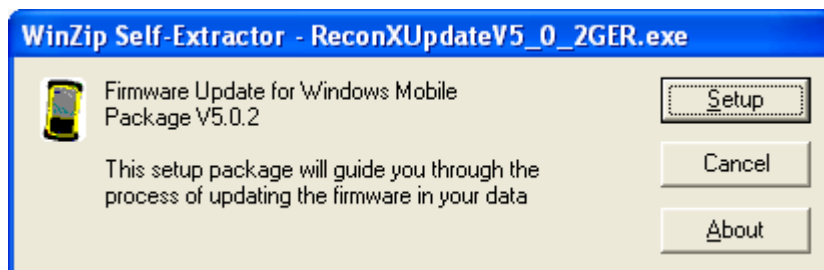 WinZip Self-Extractor - ReconXUpdateV5_0_2GER.exe
Firmware Update for Windows Mobile
Package V5.0.2
This setup package will guide you through the
process of updating the firmware in your data
Setup
Cancel
About